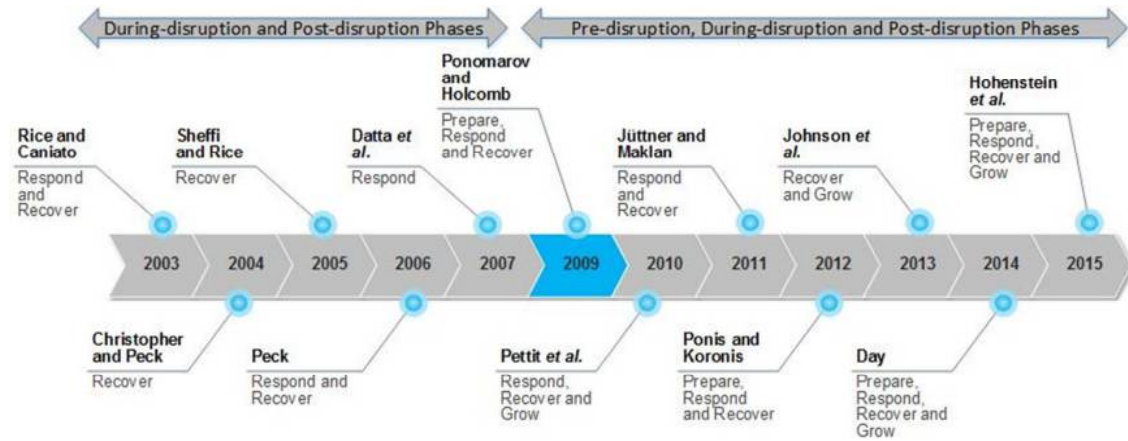 During-disruption and Post-disruption Phases
Pre-disruption, During-disruption and Post-disruption Phases
Rice and
Caniato
Respond
and
Recover
Sheffi
and Rice
Recover
Datta et
al.
Respond
Ponomarov
and
Holcomb
Prepare,
Respond
and Recover
Jüttner and
Maklan
Respond
and
Recover
Johnson et
al.
Recover
and Grow
Hohenstein
et al.
Prepare,
Respond,
Recover and
Grow
2003
2004
2005
2006
2007
2009
2010
2011
2012
2013
2014
2015
Christopher
and Peck
Recover
Peck
Respond and
Recover
Pettit et al.
Respond,
Recover and
Grow
Ponis and
Koronis
Prepare,
Respond
and Recover
Day
Prepare,
Respond,
Recover and
Grow